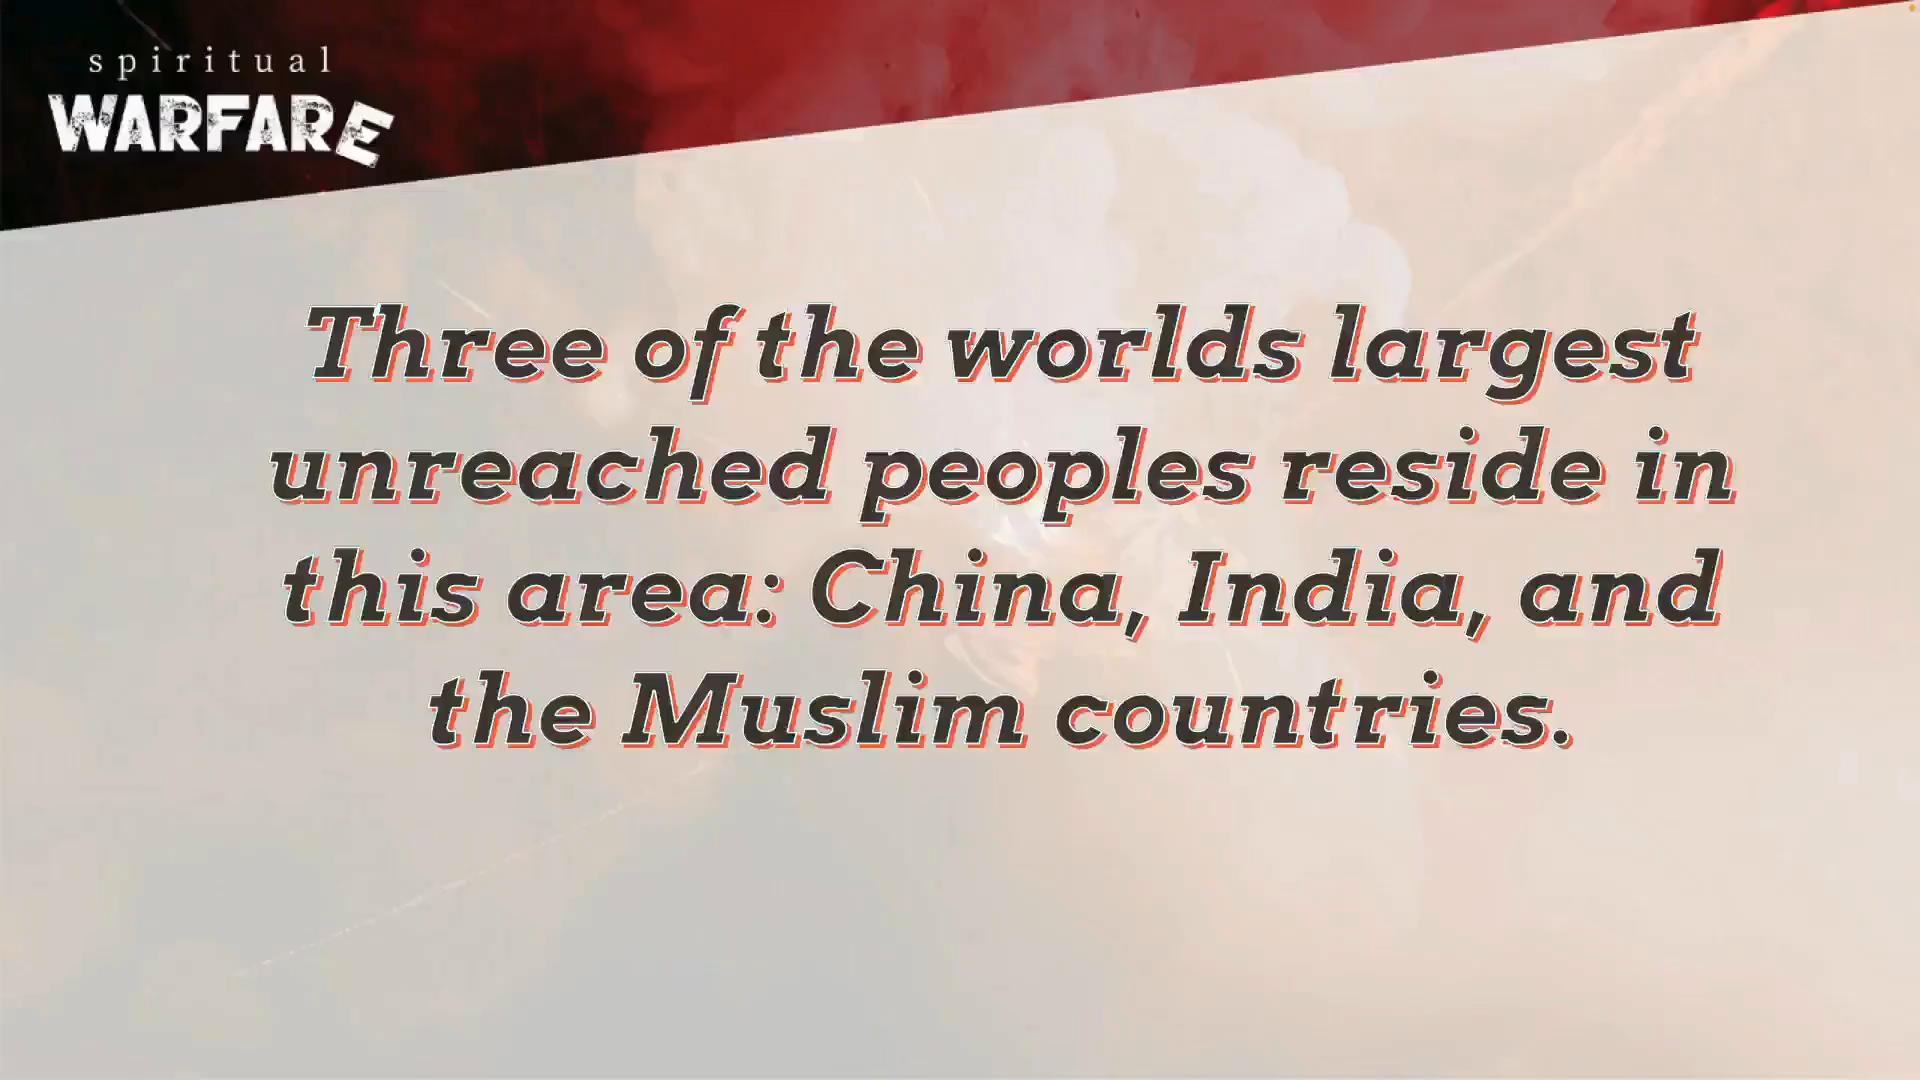 spiritual
WARFARE
Three of the worlds largest
unreached peoples reside in
this area: China, India, and
the Muslim countries.